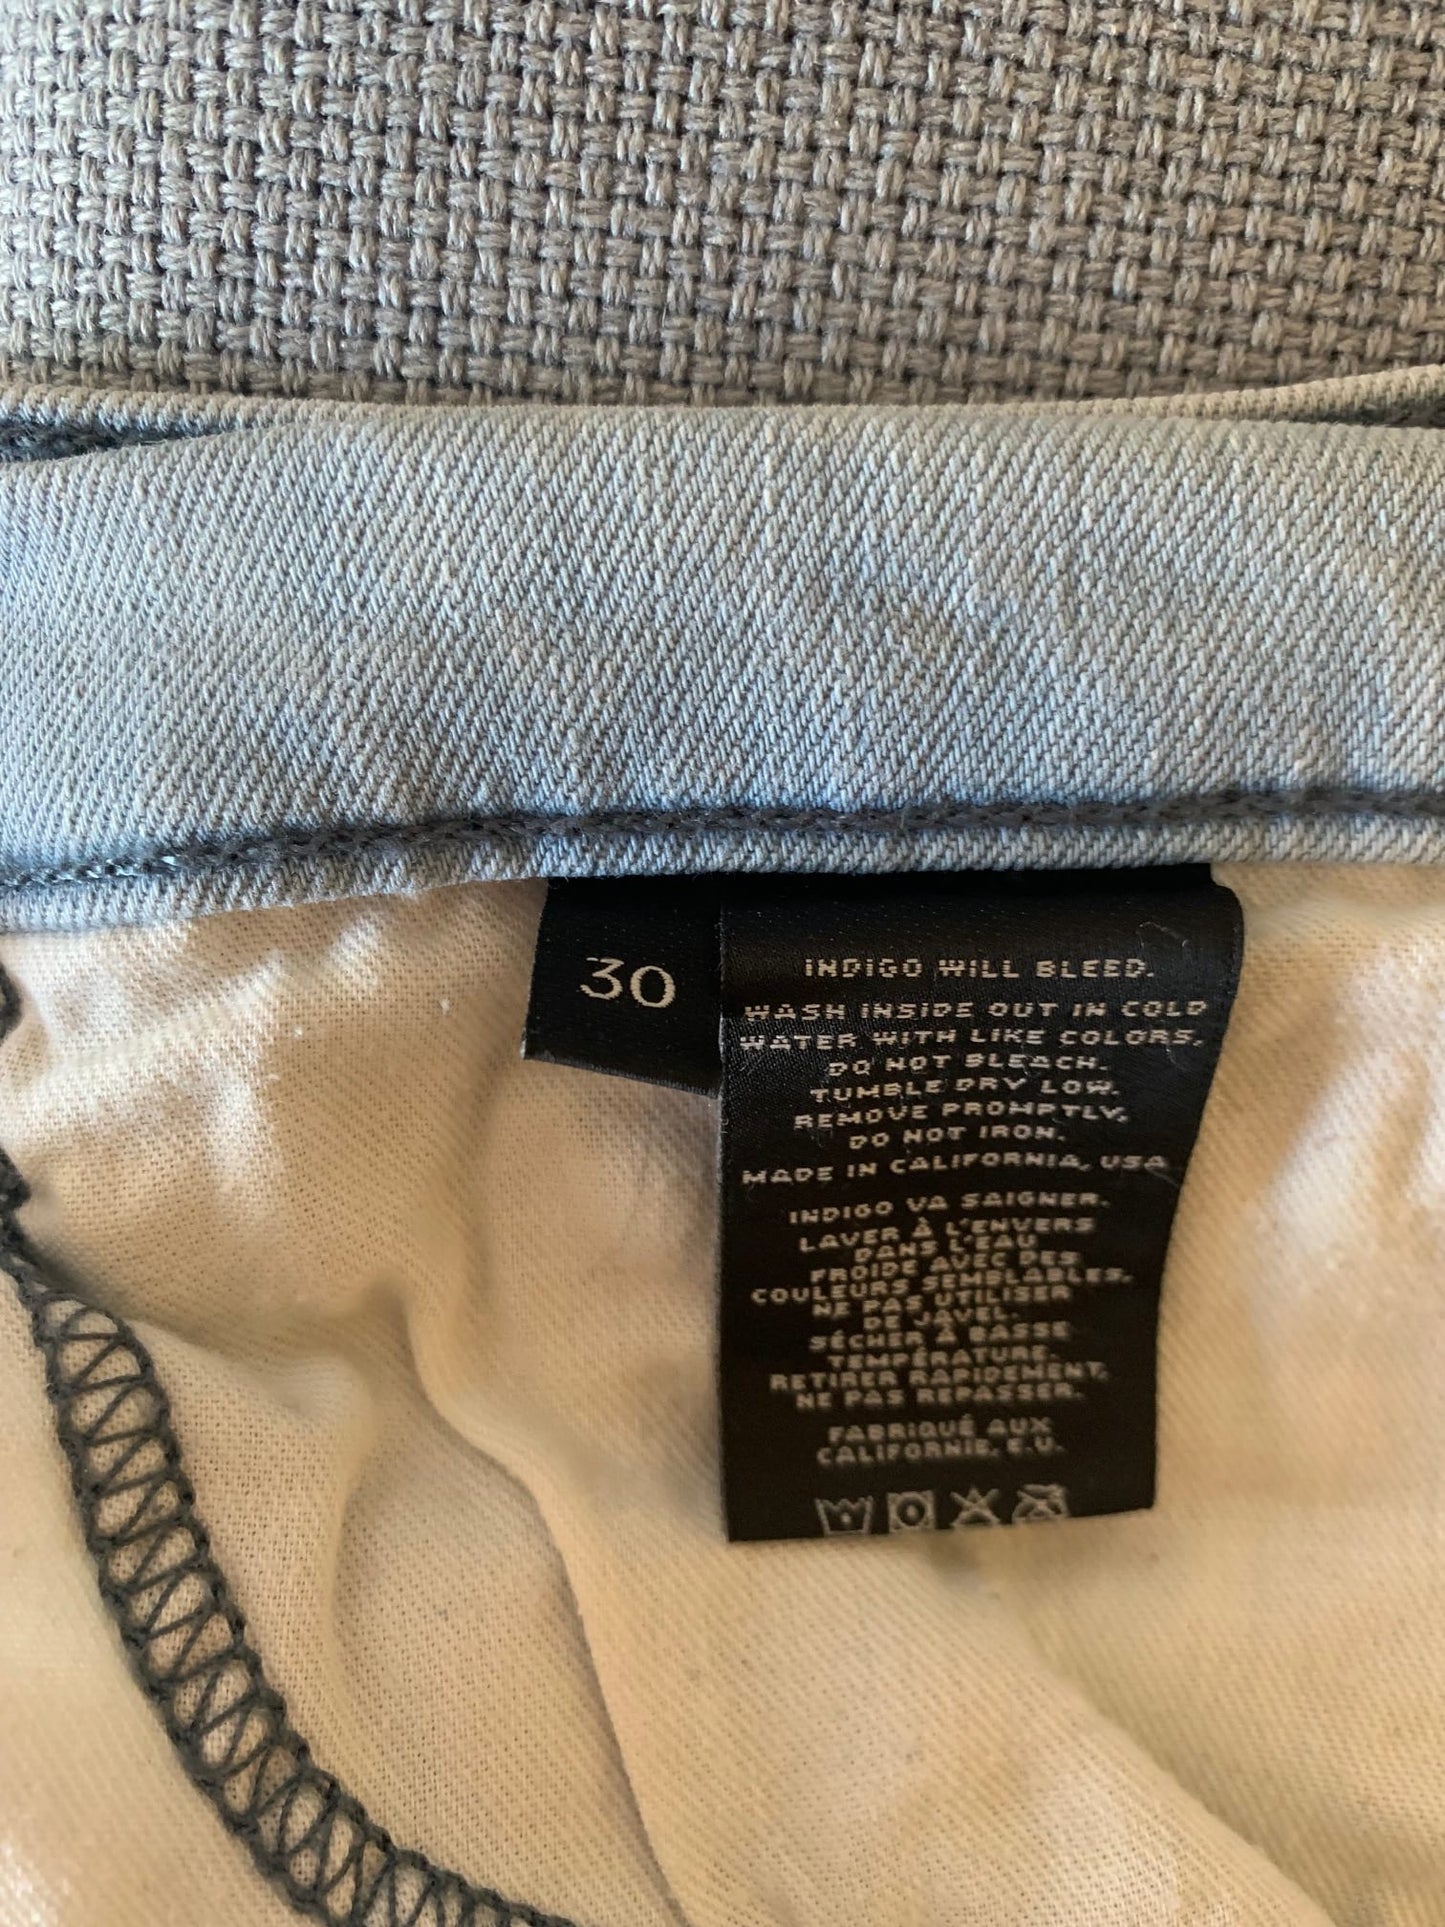 30
INDIGO WILL BLEED.
WASH INSIDE OUT IN COLD
WATER WITH LIKE COLORS,
DO NOT BLEACH.
TUMBLE DRY LOW.
REMOVE PROMPTLY,
DO NOT IRON.
MADE IN CALIFORNIA, USA
INDIGO VA SAIGNER.
LAVER À L'ENVERS
DANS L'EAU
FROIDE AVEC DES
COULEURS SEMBLABLES.
NE PAS UTILISER
DE JAVEL.
SÉCHER À BASSE
TEMPÉRATURE.
RETIRER RAPIDEMENT,
NE PAS REPASSER.
FABRIQUÉ AUX
CALIFORNIE, E.U.